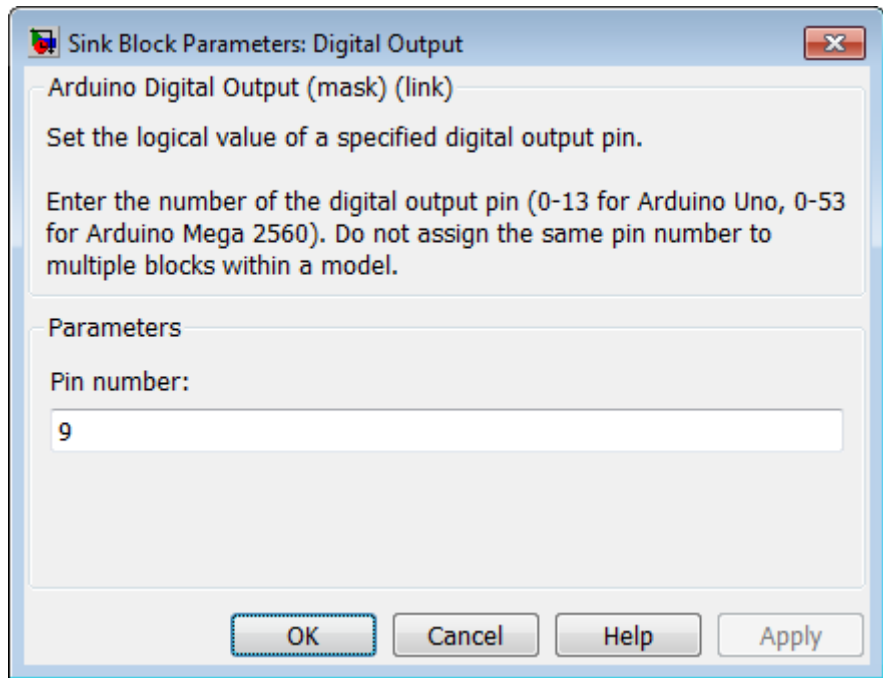 Sink Block Parameters: Digital Output
Arduino Digital Output (mask) (link)
Set the logical value of a specified digital output pin.
Enter the number of the digital output pin (0-13 for Arduino Uno, 0-53
for Arduino Mega 2560). Do not assign the same pin number to
multiple blocks within a model.
Parameters
Pin number:
9
OK Cancel Help Apply